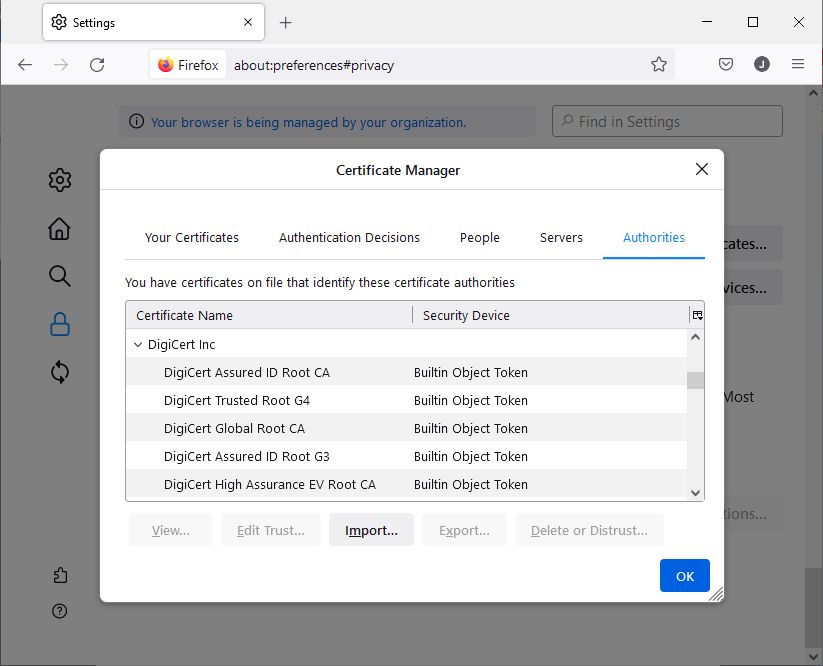 Settings
Firefox about:preferences#privacy
J
Your browser is being managed by your organization.
Find in Settings
Certificate Manager
Your Certificates Authentication Decisions People Servers Authorities
You have certificates on file that identify these certificate authorities
Certificate Name Security Device
DigiCert Inc
DigiCert Assured ID Root CA Builtin Object Token
DigiCert Trusted Root G4 Builtin Object Token
DigiCert Global Root CA Builtin Object Token
DigiCert Assured ID Root G3 Builtin Object Token
DigiCert High Assurance EV Root CA Builtin Object Token
View... Edit Trust... Import... Export... Delete or Distrust...
OK
cates...
vices...
Most
tions...